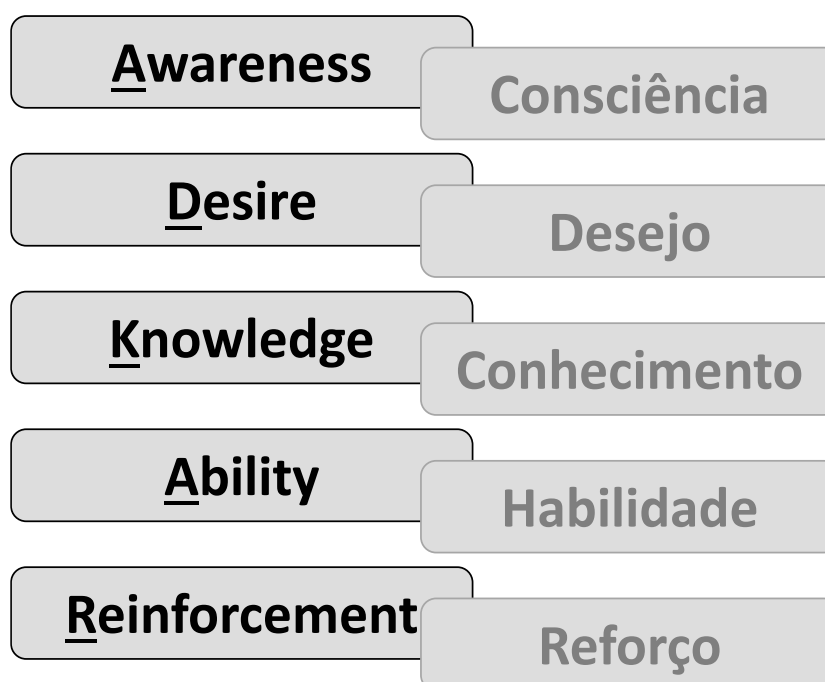 Awareness
Consciência
Desire
Desejo
Knowledge
Conhecimento
Ability
Habilidade
Reinforcement
Reforço